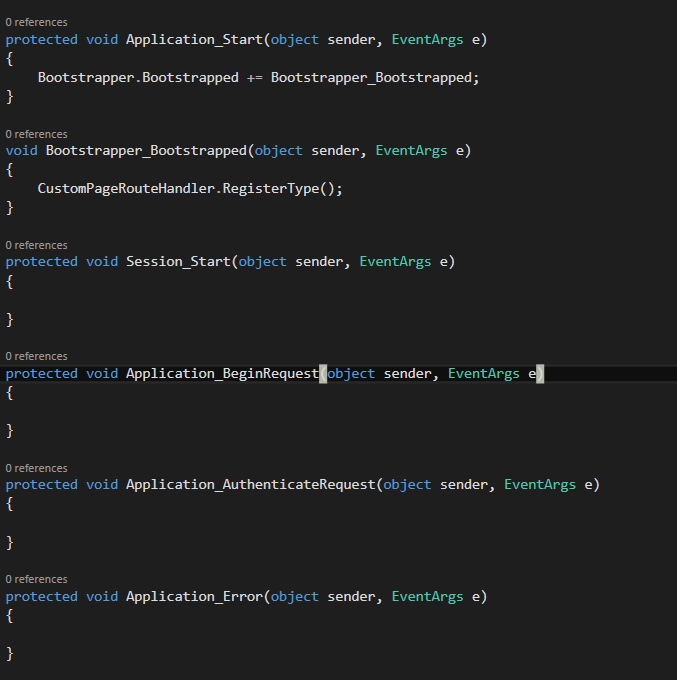 0 references
protected void Application_Start(object sender, EventArgs e)
{
    Bootstrapper.Bootstrapped += Bootstrapper_Bootstrapped;
}
0 references
void Bootstrapper_Bootstrapped(object sender, EventArgs e)
{
    CustomPageRouteHandler.RegisterType();
}
0 references
protected void Session_Start(object sender, EventArgs e)
{
}
0 references
protected void Application_BeginRequest(object sender, EventArgs e)
{
}
0 references
protected void Application_AuthenticateRequest(object sender, EventArgs e)
{
}
0 references
protected void Application_Error(object sender, EventArgs e)
{
}